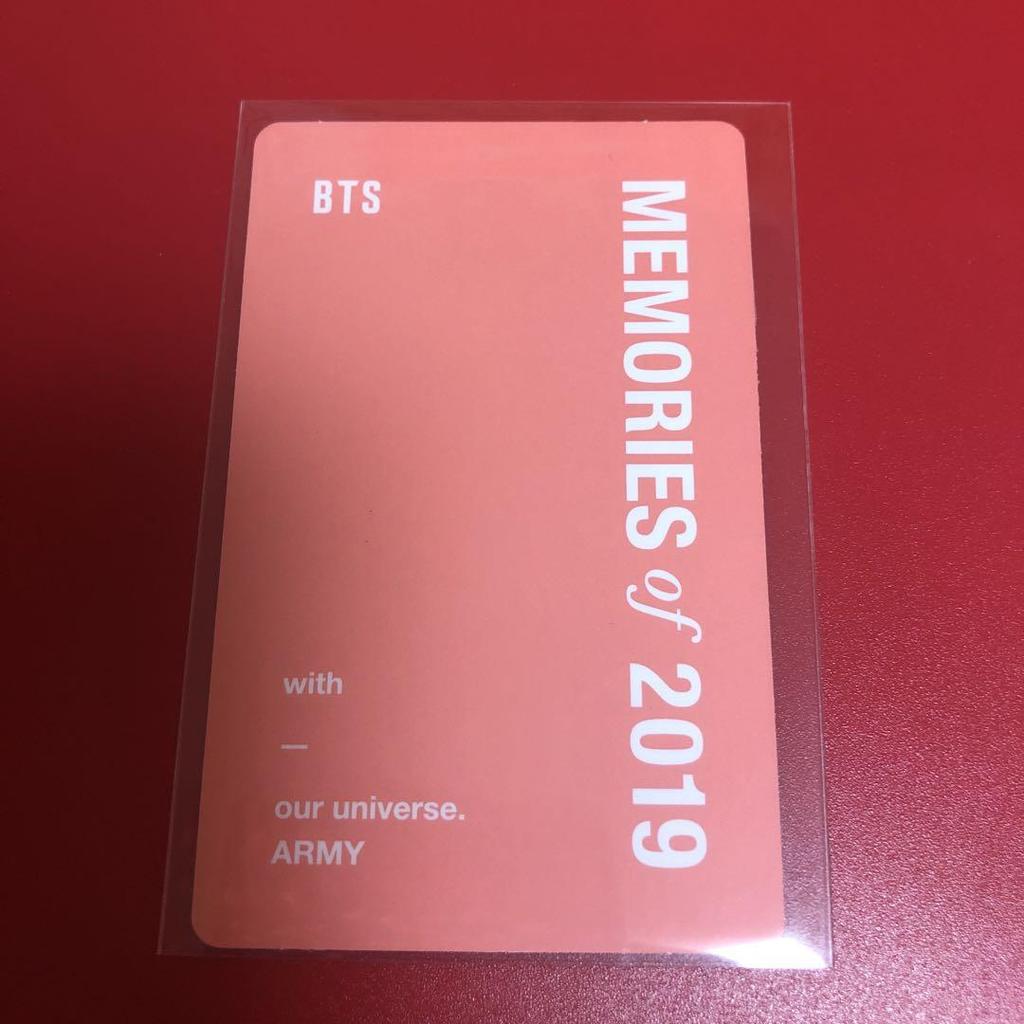 BTS
MEMORIES of 2019
with
—
our universe.
ARMY